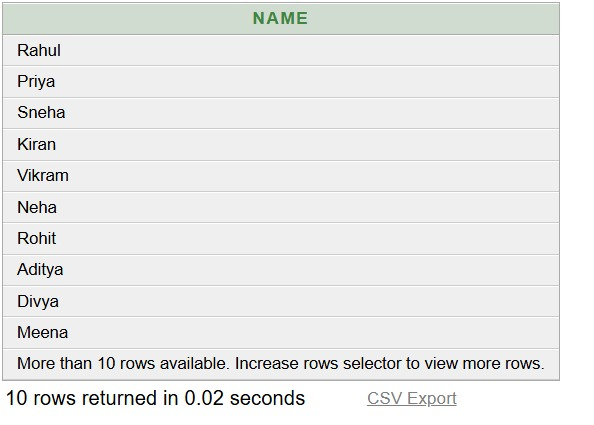 NAME
Rahul
Priya
Sneha
Kiran
Vikram
Neha
Rohit
Aditya
Divya
Meena
More than 10 rows available. Increase rows selector to view more rows.
10 rows returned in 0.02 seconds CSV Export